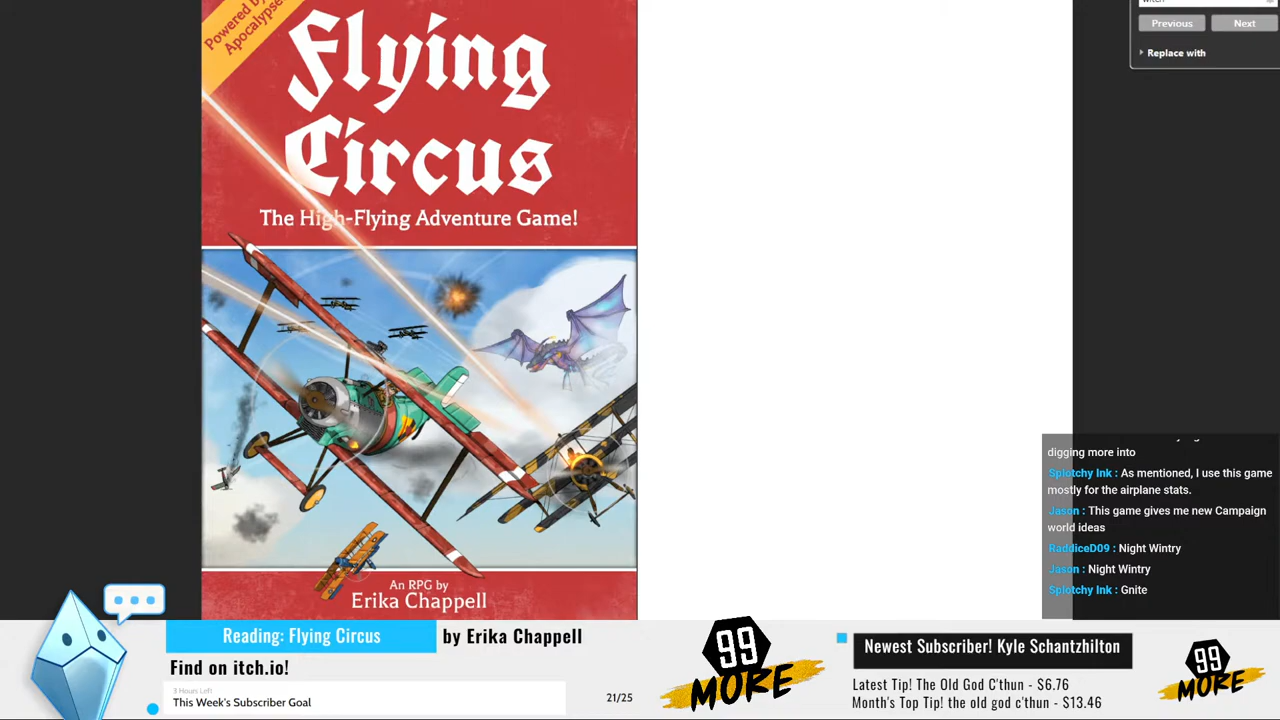 Powered by
Apocalypse
Flying
Circus
The High-Flying Adventure Game!
An RPG by
Erika Chappell
Previous
Next
Replace with
digging more into
Splotchy Ink : As mentioned, I use this game
mostly for the airplane stats.
Jason : This game gives me new Campaign
world ideas
RaddiceD09 : Night Wintry
Jason : Night Wintry
Splotchy Ink : Gnite
Reading: Flying Circus
by Erika Chappell
Find on itch.io!
3 Hours Left
This Week's Subscriber Goal
21/25
99
MORE
Newest Subscriber! Kyle Schantzhilton
Latest Tip! The Old God C'thun - $6.76
Month's Top Tip! the old god c'thun - $13.46
99
MORE